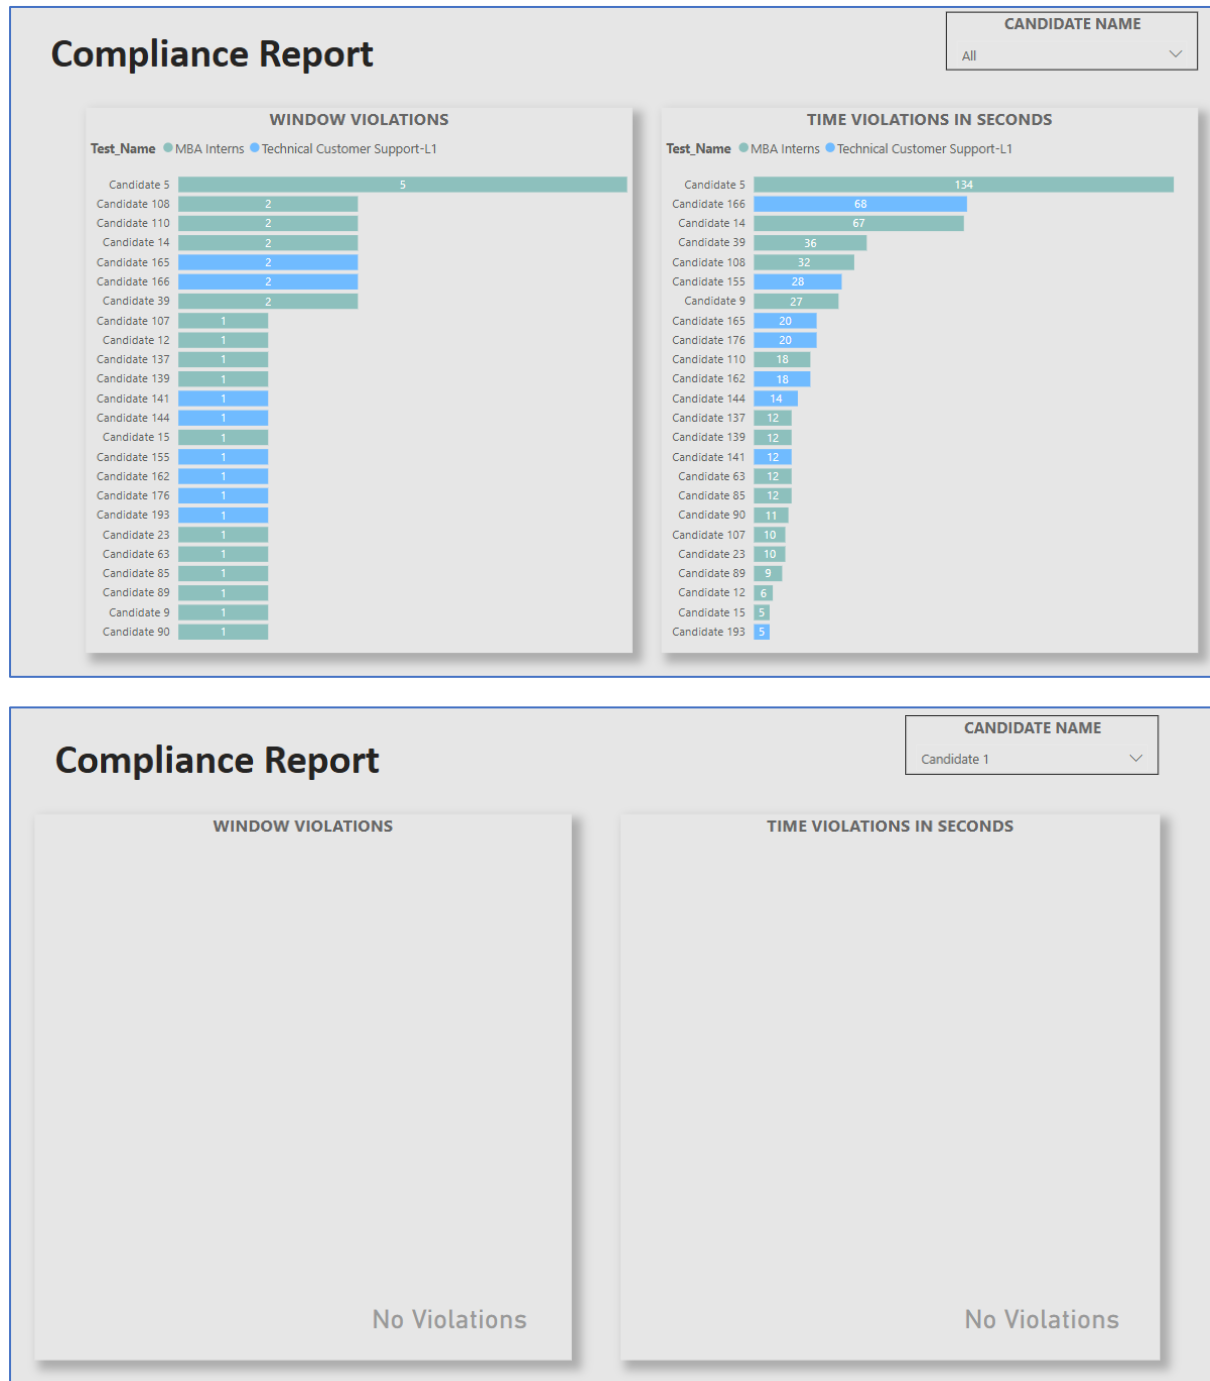 Compliance Report
CANDIDATE NAME
All
WINDOW VIOLATIONS
Test_Name MBA Interns Technical Customer Support-L1
Candidate 5 5
Candidate 108 2
Candidate 110 2
Candidate 14 2
Candidate 165 2
Candidate 166 2
Candidate 39 2
Candidate 107 1
Candidate 12 1
Candidate 137 1
Candidate 139 1
Candidate 141 1
Candidate 144 1
Candidate 15 1
Candidate 155 1
Candidate 162 1
Candidate 176 1
Candidate 193 1
Candidate 23 1
Candidate 63 1
Candidate 85 1
Candidate 89 1
Candidate 9 1
Candidate 90 1
TIME VIOLATIONS IN SECONDS
Test_Name MBA Interns Technical Customer Support-L1
Candidate 5 134
Candidate 166 68
Candidate 14 67
Candidate 39 36
Candidate 108 32
Candidate 155 28
Candidate 9 27
Candidate 165 20
Candidate 176 20
Candidate 110 18
Candidate 162 18
Candidate 144 14
Candidate 137 12
Candidate 139 12
Candidate 141 12
Candidate 63 12
Candidate 85 12
Candidate 90 11
Candidate 107 10
Candidate 23 10
Candidate 89 9
Candidate 12 6
Candidate 15 5
Candidate 193 5
Compliance Report
CANDIDATE NAME
Candidate 1
WINDOW VIOLATIONS
No Violations
TIME VIOLATIONS IN SECONDS
No Violations